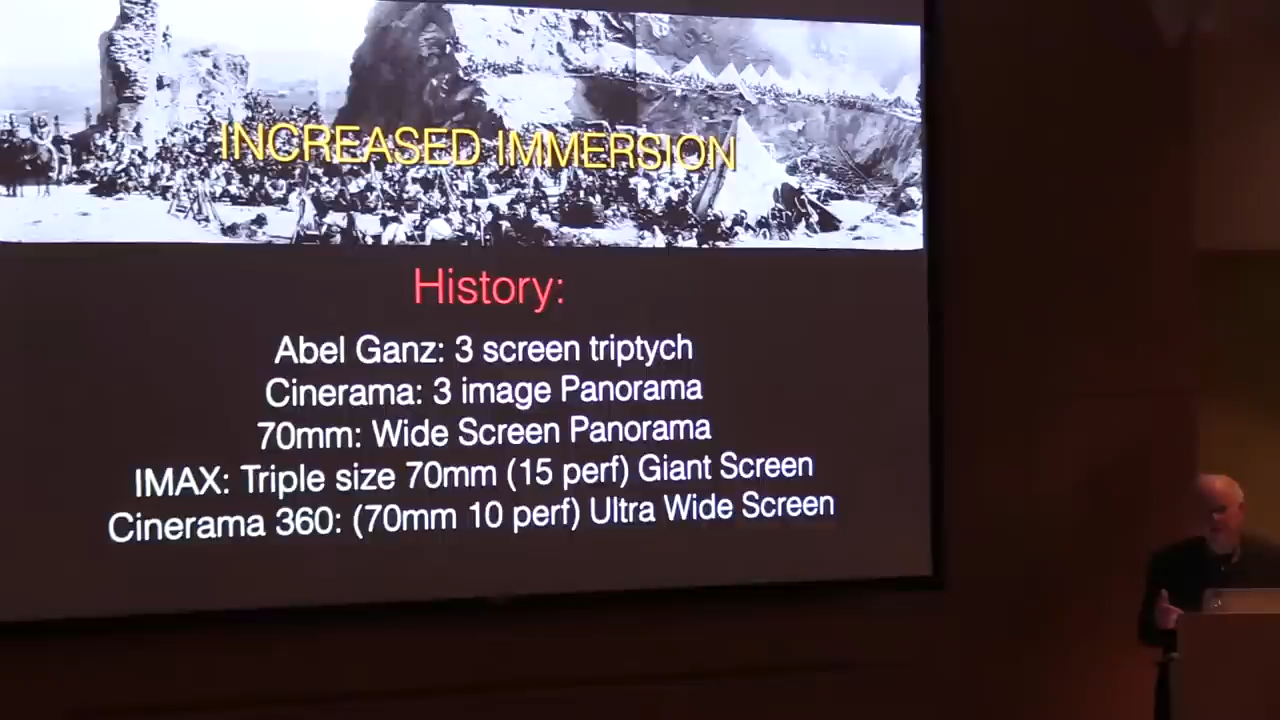 INCREASED IMMERSION
History:
Abel Ganz: 3 screen triptych
Cinerama: 3 image Panorama
70mm: Wide Screen Panorama
IMAX: Triple size 70mm (15 perf) Giant Screen
Cinerama 360: (70mm 10 perf) Ultra Wide Screen